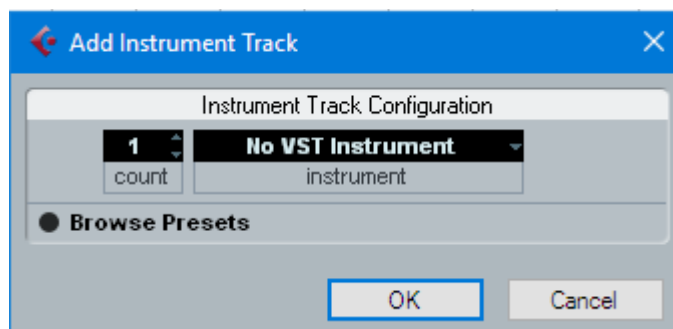 Add Instrument Track
Instrument Track Configuration
1 No VST Instrument
count instrument
Browse Presets
OK Cancel